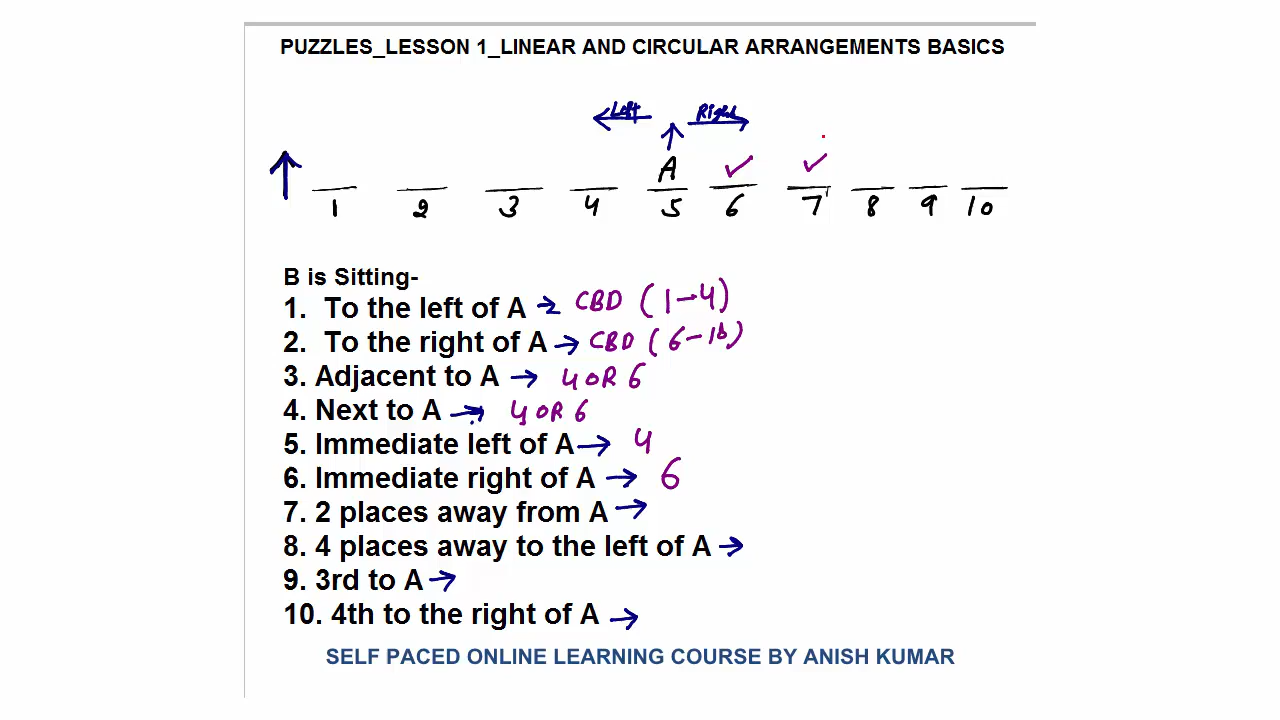 PUZZLES_LESSON 1_LINEAR AND CIRCULAR ARRANGEMENTS BASICS
Left Right
A
1 2 3 4 5 6 7 8 9 10
B is Sitting-
1. To the left of A → CBD (1-4)
2. To the right of A → CBD (6-10)
3. Adjacent to A → 4 OR 6
4. Next to A → 4 OR 6
5. Immediate left of A → 4
6. Immediate right of A → 6
7. 2 places away from A →
8. 4 places away to the left of A →
9. 3rd to A →
10. 4th to the right of A →
SELF PACED ONLINE LEARNING COURSE BY ANISH KUMAR